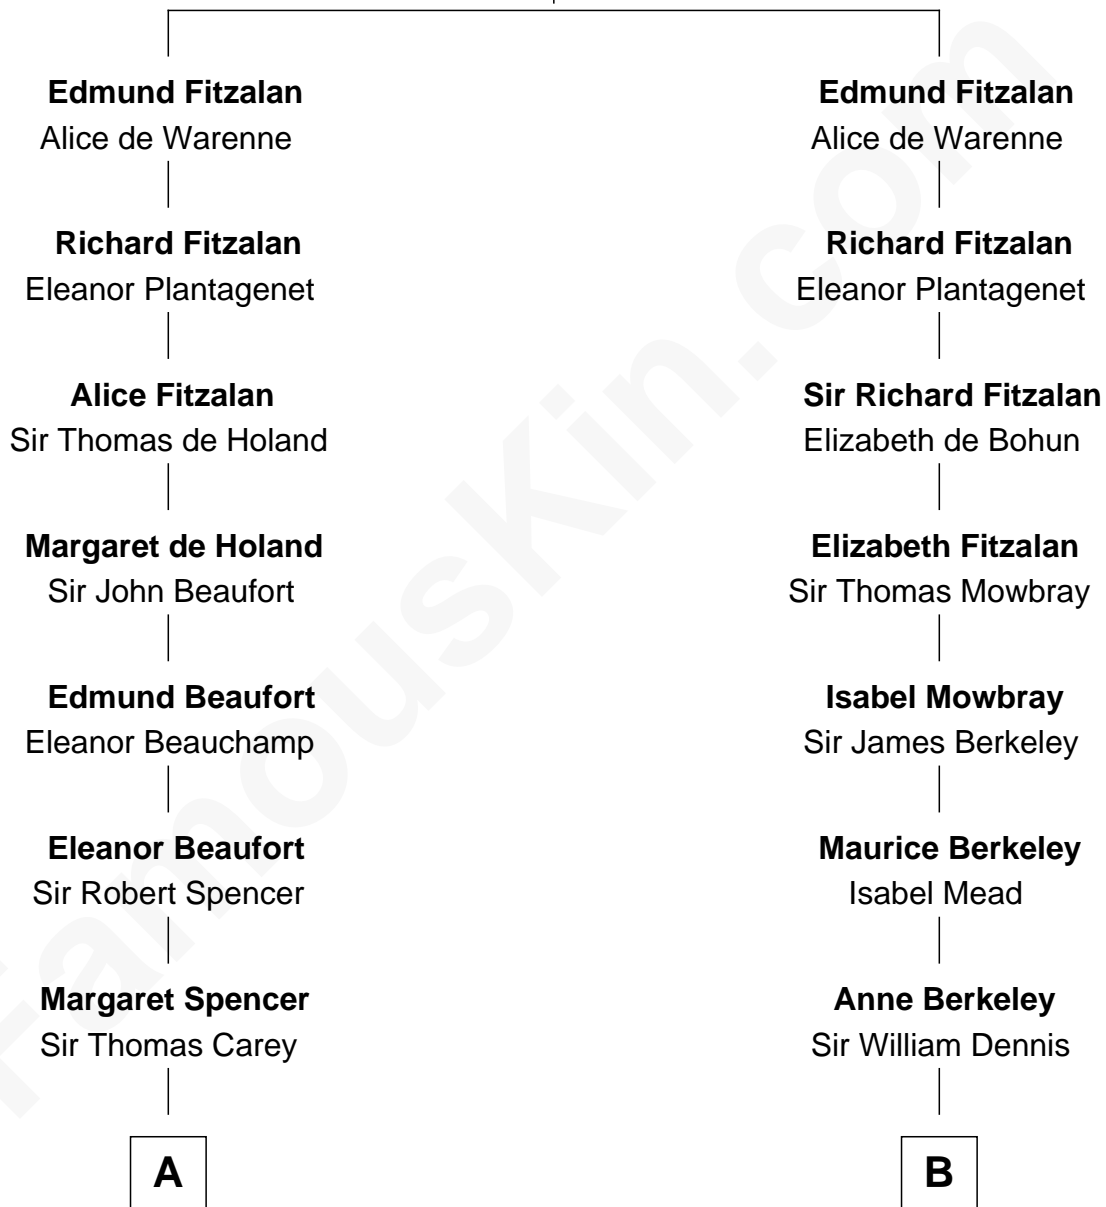 Edmund Fitzalan
Alice de Warenne
Richard Fitzalan
Eleanor Plantagenet
Alice Fitzalan
Sir Thomas de Holand
Margaret de Holand
Sir John Beaufort
Edmund Beaufort
Eleanor Beauchamp
Eleanor Beaufort
Sir Robert Spencer
Margaret Spencer
Sir Thomas Carey
A
Edmund Fitzalan
Alice de Warenne
Richard Fitzalan
Eleanor Plantagenet
Sir Richard Fitzalan
Elizabeth de Bohun
Elizabeth Fitzalan
Sir Thomas Mowbray
Isabel Mowbray
Sir James Berkeley
Maurice Berkeley
Isabel Mead
Anne Berkeley
Sir William Dennis
B
FamousKin.com